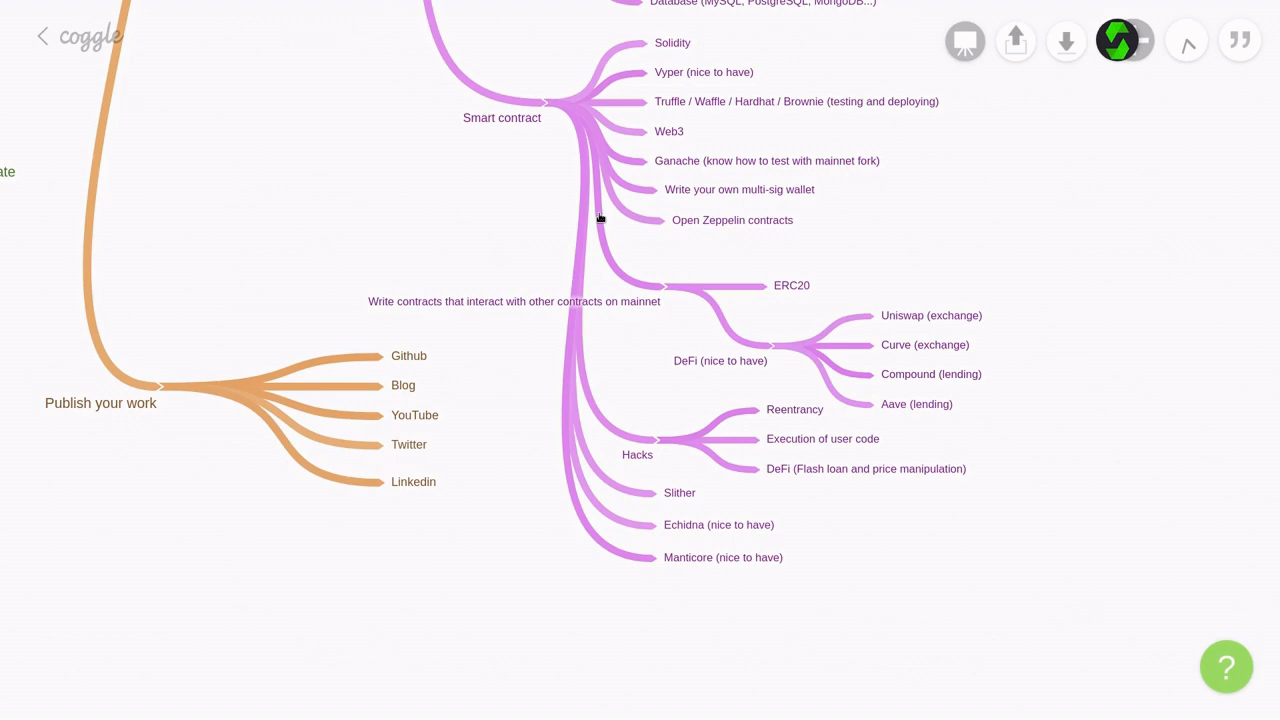 Database (MySQL, PostgreSQL, MongoDB...)
coggle
Solidity
Vyper (nice to have)
Truffle / Waffle / Hardhat / Brownie (testing and deploying)
Smart contract
Web3
Ganache (know how to test with mainnet fork)
ate
Write your own multi-sig wallet
Open Zeppelin contracts
ERC20
Write contracts that interact with other contracts on mainnet
Uniswap (exchange)
Curve (exchange)
DeFi (nice to have)
Compound (lending)
Aave (lending)
Github
Blog
Publish your work
YouTube
Twitter
Linkedin
Reentrancy
Execution of user code
Hacks
DeFi (Flash loan and price manipulation)
Slither
Echidna (nice to have)
Manticore (nice to have)
?